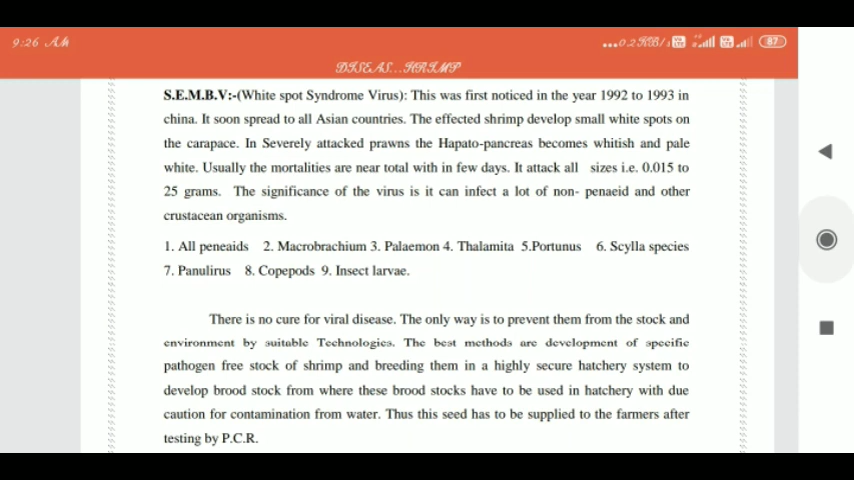 9:26 AM
...0.2KB/s 87
DISEAS...HRIMP
S.E.M.B.V:-(White spot Syndrome Virus): This was first noticed in the year 1992 to 1993 in
china. It soon spread to all Asian countries. The effected shrimp develop small white spots on
the carapace. In Severely attacked prawns the Hapato-pancreas becomes whitish and pale
white. Usually the mortalities are near total with in few days. It attack all sizes i.e. 0.015 to
25 grams. The significance of the virus is it can infect a lot of non- penaeid and other
crustacean organisms.
1. All peneaids 2. Macrobrachium 3. Palaemon 4. Thalamita 5.Portunus 6. Scylla species
7. Panulirus 8. Copepods 9. Insect larvae.
There is no cure for viral disease. The only way is to prevent them from the stock and
environment by suitable Technologies. The best methods are development of specific
pathogen free stock of shrimp and breeding them in a highly secure hatchery system to
develop brood stock from where these brood stocks have to be used in hatchery with due
caution for contamination from water. Thus this seed has to be supplied to the farmers after
testing by P.C.R.